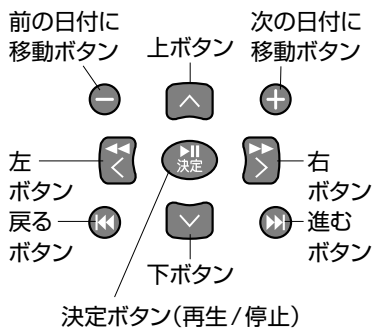 前の日付に
移動ボタン
上ボタン
次の日付に
移動ボタン
左
ボタン
決定
右
ボタン
戻る
ボタン
進む
ボタン
下ボタン
決定ボタン(再生/停止)